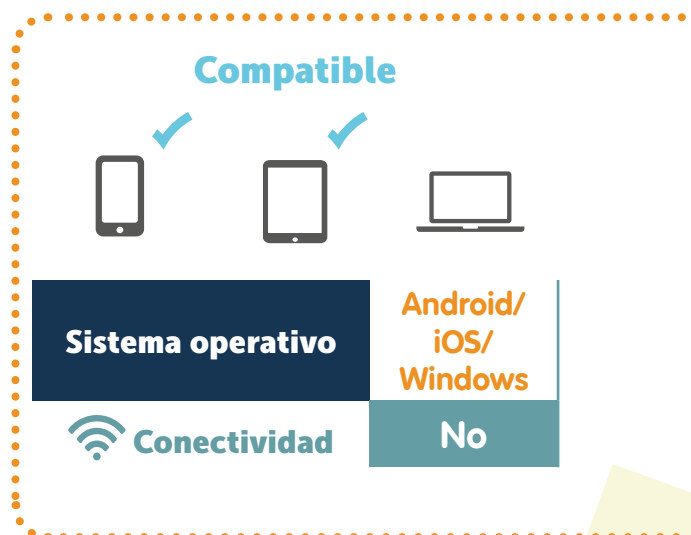 Compatible
Sistema operativo
Android/
iOS/
Windows
Conectividad
No